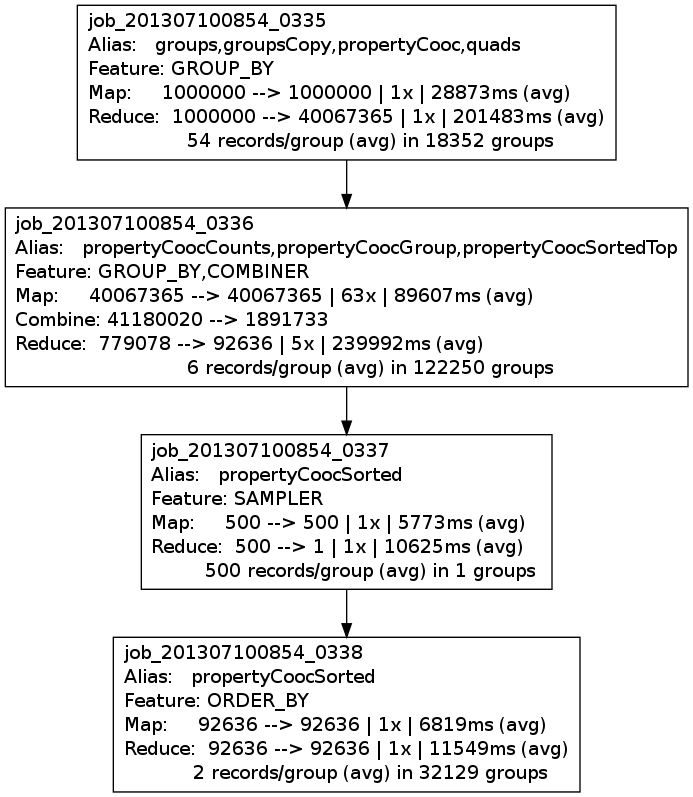 job_201307100854_0335
Alias: groups,groupsCopy,propertyCooc,quads
Feature: GROUP_BY
Map: 1000000 --> 1000000 | 1x | 28873ms (avg)
Reduce: 1000000 --> 40067365 | 1x | 201483ms (avg)
54 records/group (avg) in 18352 groups
job_201307100854_0336
Alias: propertyCoocCounts,propertyCoocGroup,propertyCoocSortedTop
Feature: GROUP_BY,COMBINER
Map: 40067365 --> 40067365 | 63x | 89607ms (avg)
Combine: 41180020 --> 1891733
Reduce: 779078 --> 92636 | 5x | 239992ms (avg)
6 records/group (avg) in 122250 groups
job_201307100854_0337
Alias: propertyCoocSorted
Feature: SAMPLER
Map: 500 --> 500 | 1x | 5773ms (avg)
Reduce: 500 --> 1 | 1x | 10625ms (avg)
500 records/group (avg) in 1 groups
job_201307100854_0338
Alias: propertyCoocSorted
Feature: ORDER_BY
Map: 92636 --> 92636 | 1x | 6819ms (avg)
Reduce: 92636 --> 92636 | 1x | 11549ms (avg)
2 records/group (avg) in 32129 groups